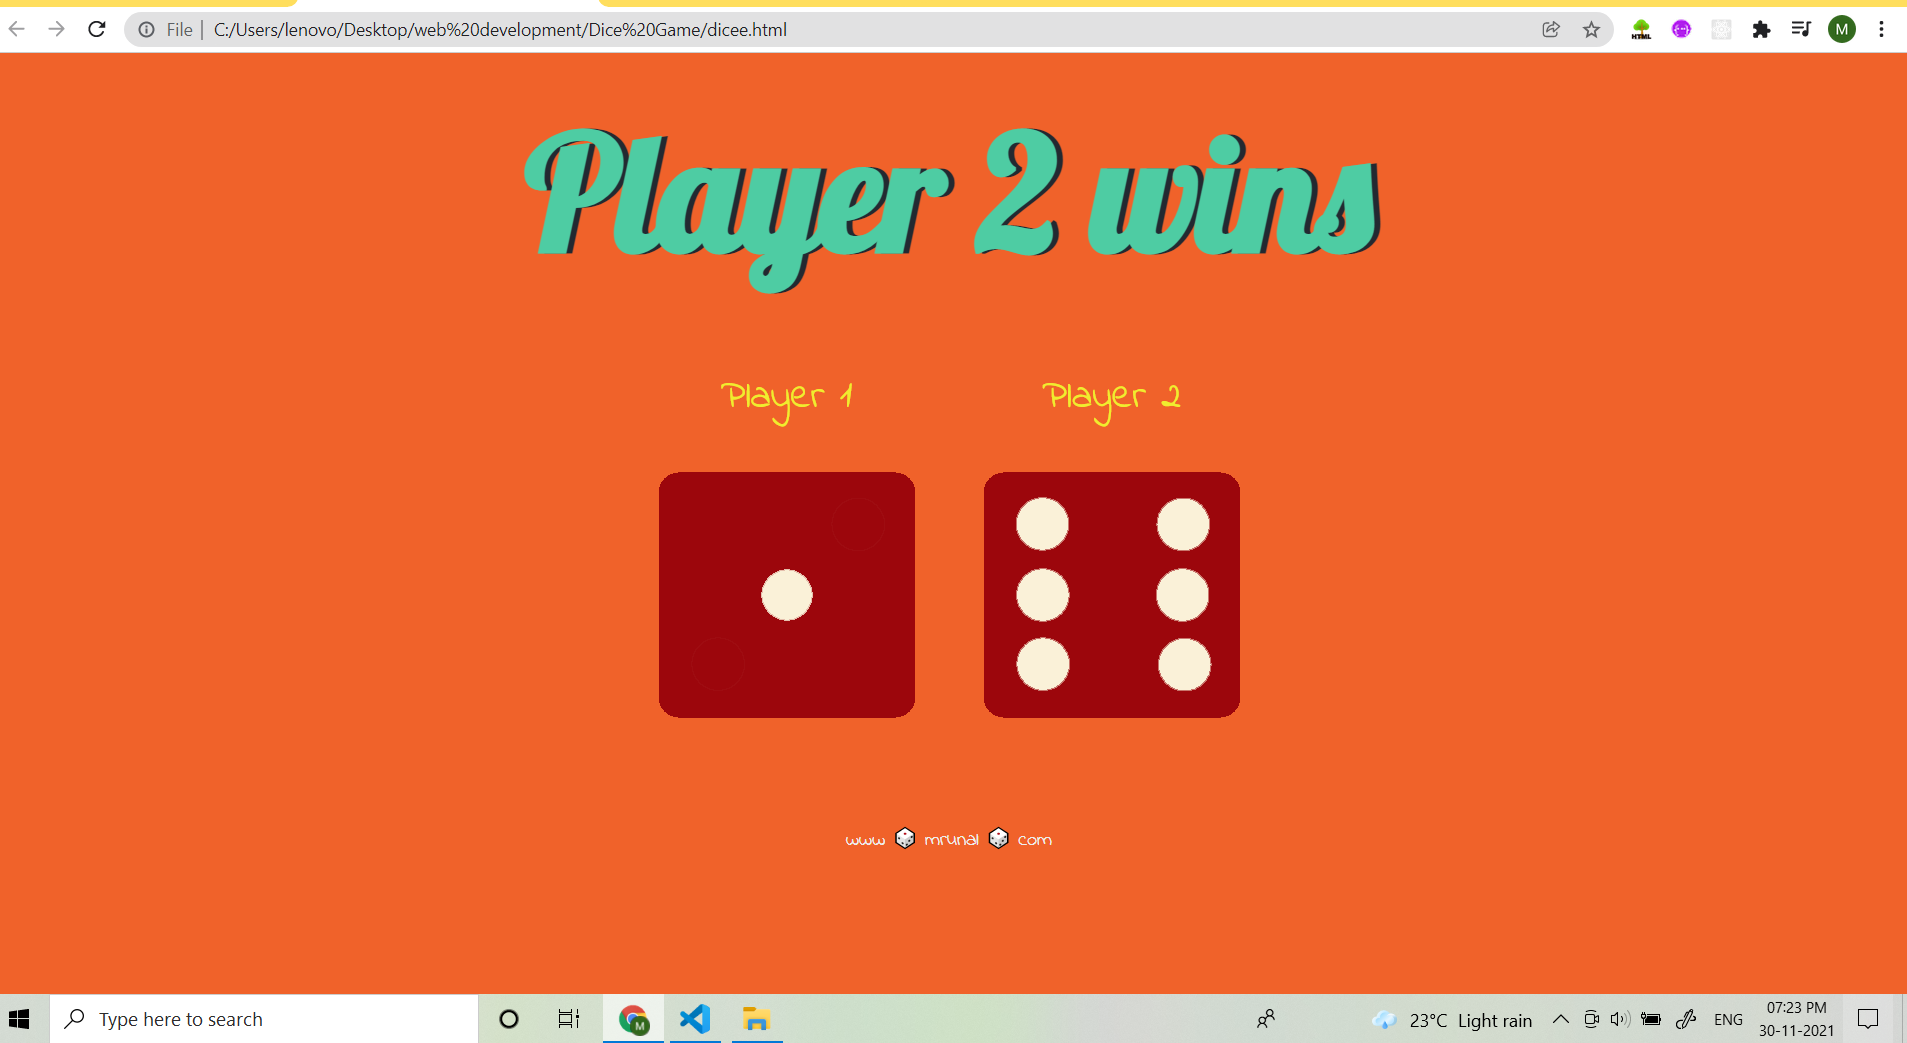 File | C:/Users/lenovo/Desktop/web%20development/Dice%20Game/dicee.html
HTML
M
Player 2 wins
Player 1
Player 2
www 🎲 mrunal 🎲 com
Type here to search
M
23°C Light rain
ENG
07:23 PM
30-11-2021